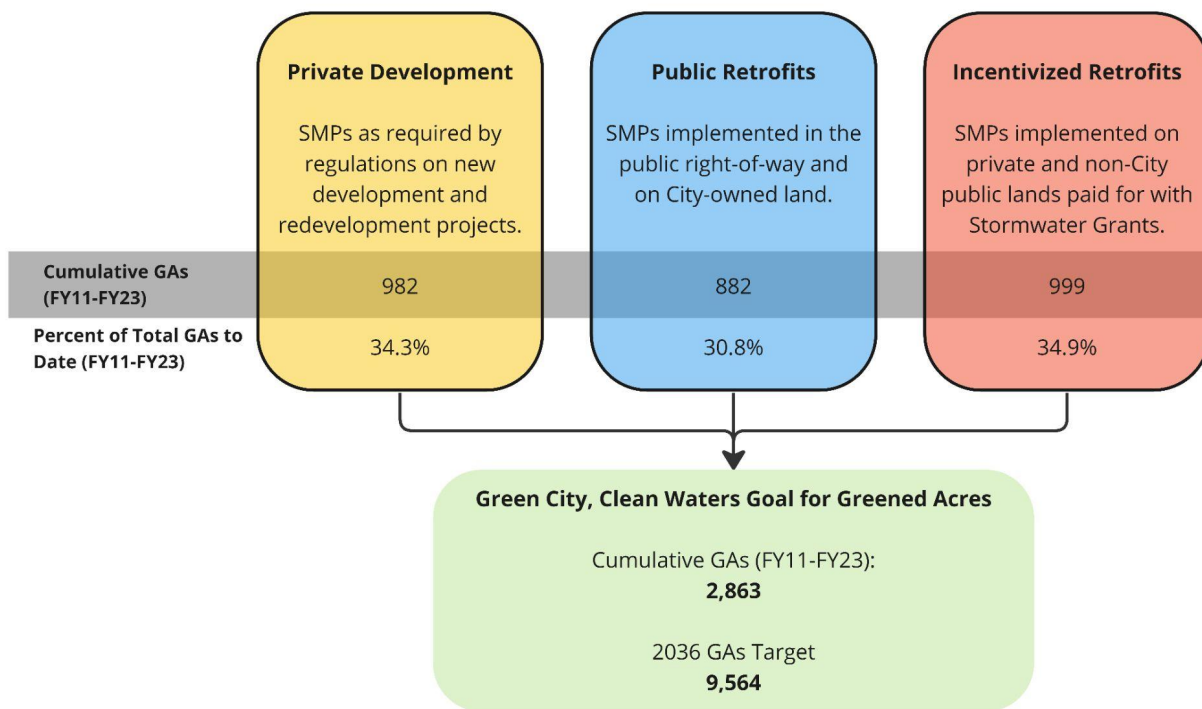 Private Development
SMPs as required by
regulations on new
development and
redevelopment projects.
Public Retrofits
SMPs implemented in the
public right-of-way and
on City-owned land.
Incentivized Retrofits
SMPs implemented on
private and non-City
public lands paid for with
Stormwater Grants.
Cumulative GAs
(FY11-FY23)
982
882
999
Percent of Total GAs to
Date (FY11-FY23)
34.3%
30.8%
34.9%
Green City, Clean Waters Goal for Greened Acres
Cumulative GAs (FY11-FY23):
2,863
2036 GAs Target
9,564